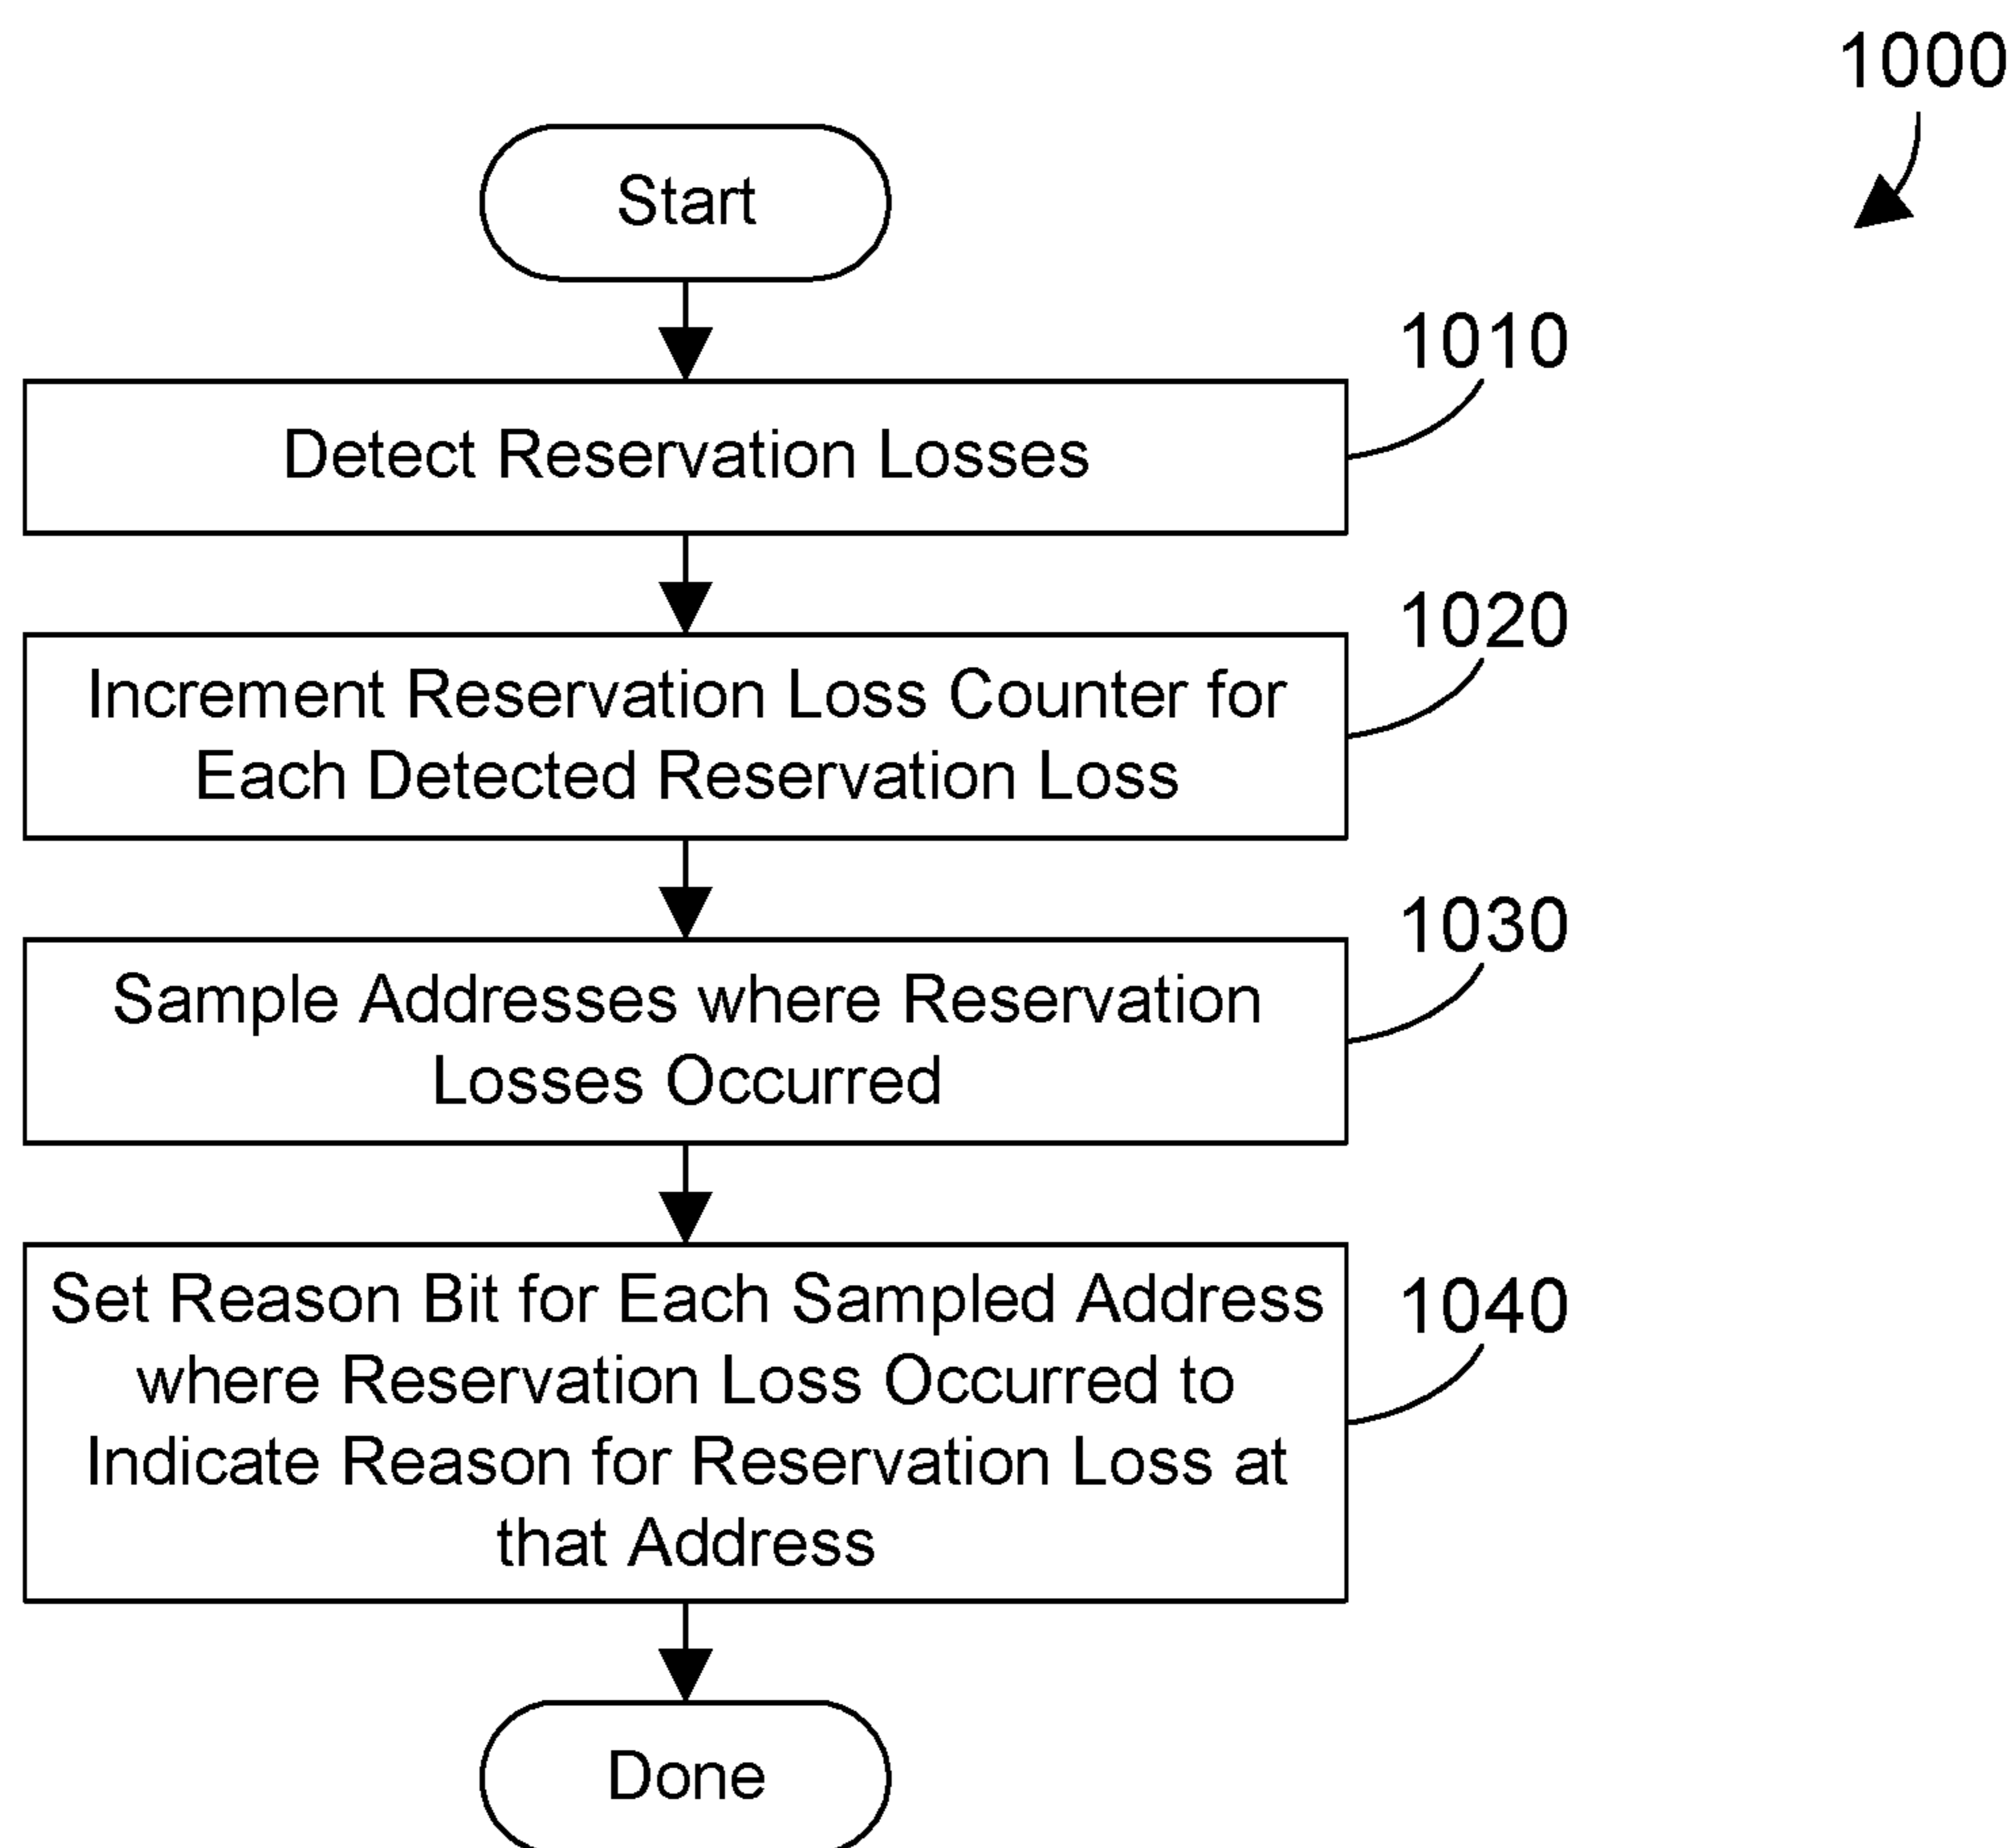 1000
Start
1010
Detect Reservation Losses
1020
Increment Reservation Loss Counter for
Each Detected Reservation Loss
1030
Sample Addresses where Reservation
Losses Occurred
1040
Set Reason Bit for Each Sampled Address
where Reservation Loss Occurred to
Indicate Reason for Reservation Loss at
that Address
Done